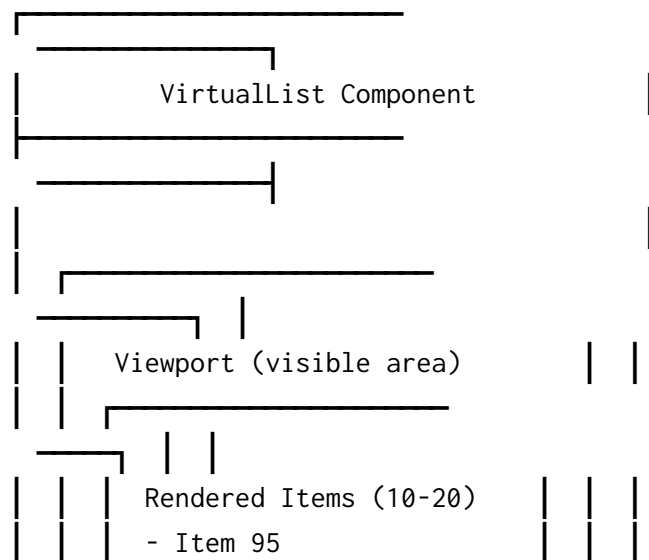 VirtualList Component
Viewport (visible area)
Rendered Items (10-20)
- Item 95